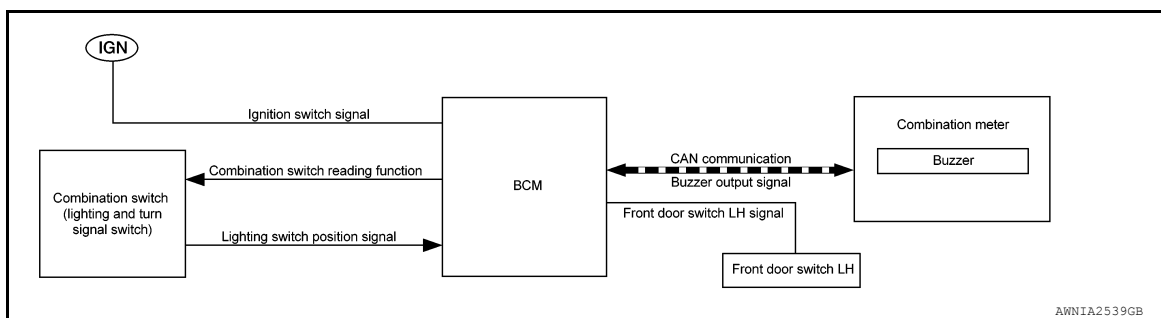 IGN
Ignition switch signal
Combination switch reading function
Combination switch
(lighting and turn
signal switch)
Lighting switch position signal
BCM
CAN communication
Buzzer output signal
Front door switch LH signal
Front door switch LH
Combination meter
Buzzer
AWNIA2539GB